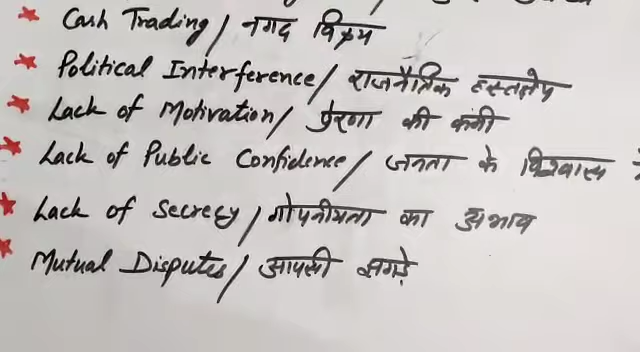 ★ Cash Trading / नगद विक्रय
★ Political Interference / राजनैतिक हस्तक्षेप
★ Lack of Motivation / प्रेरणा की कमी
★ Lack of Public Confidence / जनता के विश्वास
★ Lack of Secrecy / गोपनीयता का अभाव
★ Mutual Disputes / आपसी झगड़े